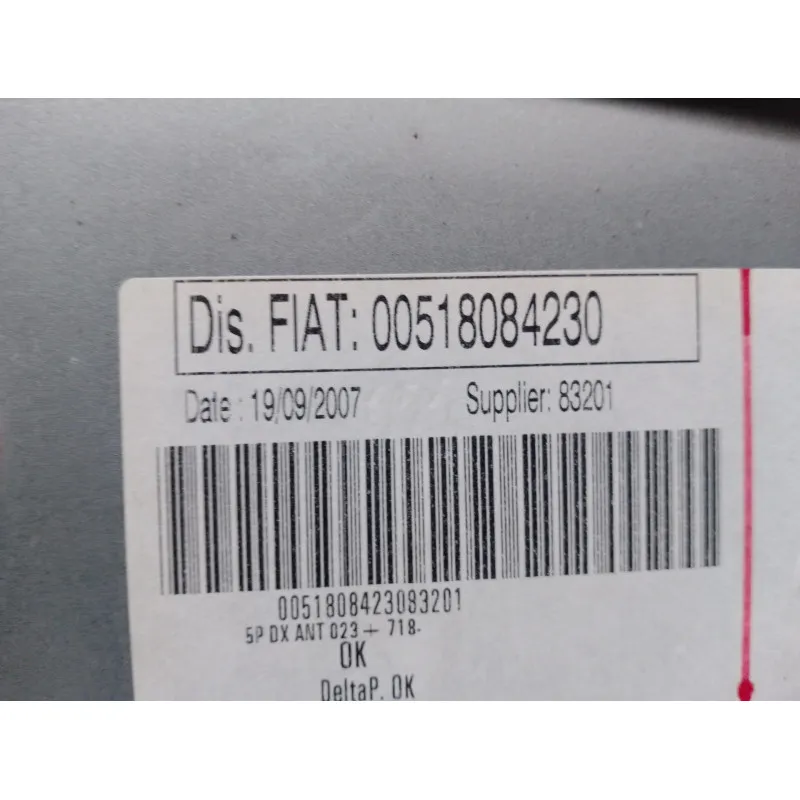 Dis. FIAT: 00518084230
Date : 19/09/2007 Supplier: 83201
0051808423083201
5P DX ANT 023 + 718-
OK
DeltaP. OK